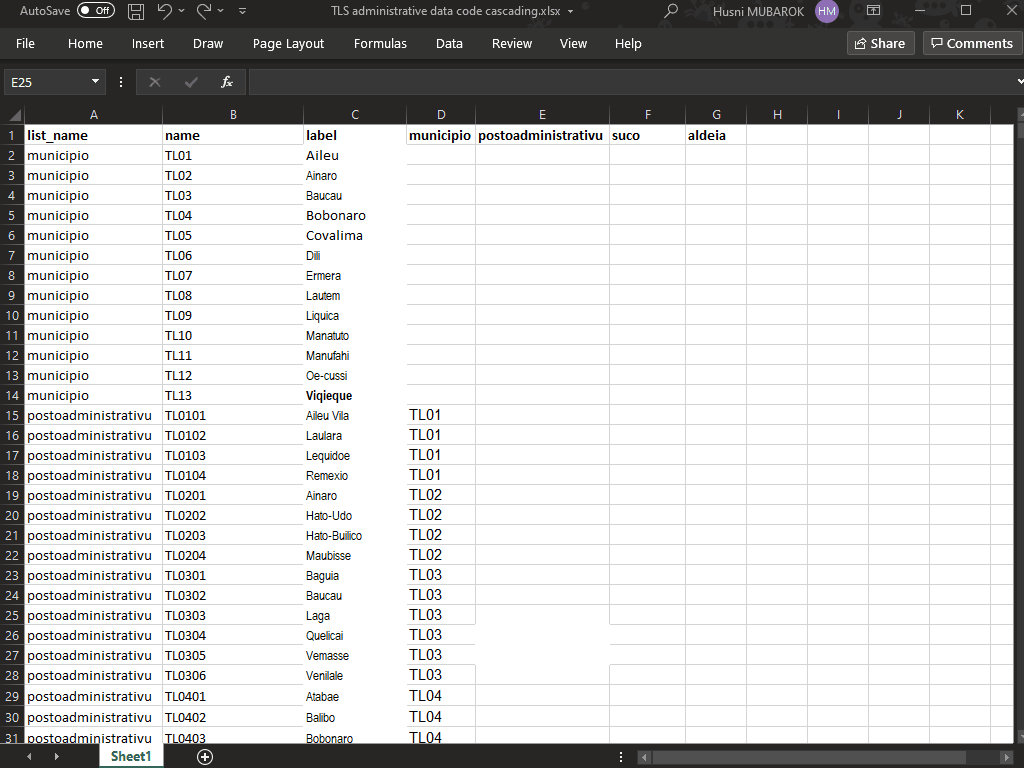 AutoSave Off TLS administrative data code cascading.xlsx Husni MUBAROK HM
File Home Insert Draw Page Layout Formulas Data Review View Help Share Comments
E25 fx
A B C D E F G H I J K
1 list_name name label municipio postoadministrativu suco aldeia
2 municipio TL01 Aileu
3 municipio TL02 Ainaro
4 municipio TL03 Baucau
5 municipio TL04 Bobonaro
6 municipio TL05 Covalima
7 municipio TL06 Dili
8 municipio TL07 Ermera
9 municipio TL08 Lautem
10 municipio TL09 Liquica
11 municipio TL10 Manatuto
12 municipio TL11 Manufahi
13 municipio TL12 Oe-cussi
14 municipio TL13 Viqieque
15 postoadministrativu TL0101 Aileu Vila TL01
16 postoadministrativu TL0102 Laulara TL01
17 postoadministrativu TL0103 Lequidoe TL01
18 postoadministrativu TL0104 Remexio TL01
19 postoadministrativu TL0201 Ainaro TL02
20 postoadministrativu TL0202 Hato-Udo TL02
21 postoadministrativu TL0203 Hato-Builico TL02
22 postoadministrativu TL0204 Maubisse TL02
23 postoadministrativu TL0301 Baguia TL03
24 postoadministrativu TL0302 Baucau TL03
25 postoadministrativu TL0303 Laga TL03
26 postoadministrativu TL0304 Quelicai TL03
27 postoadministrativu TL0305 Vemasse TL03
28 postoadministrativu TL0306 Venilale TL03
29 postoadministrativu TL0401 Atabae TL04
30 postoadministrativu TL0402 Balibo TL04
31 postoadministrativu TL0403 Bobonaro TL04
Sheet1